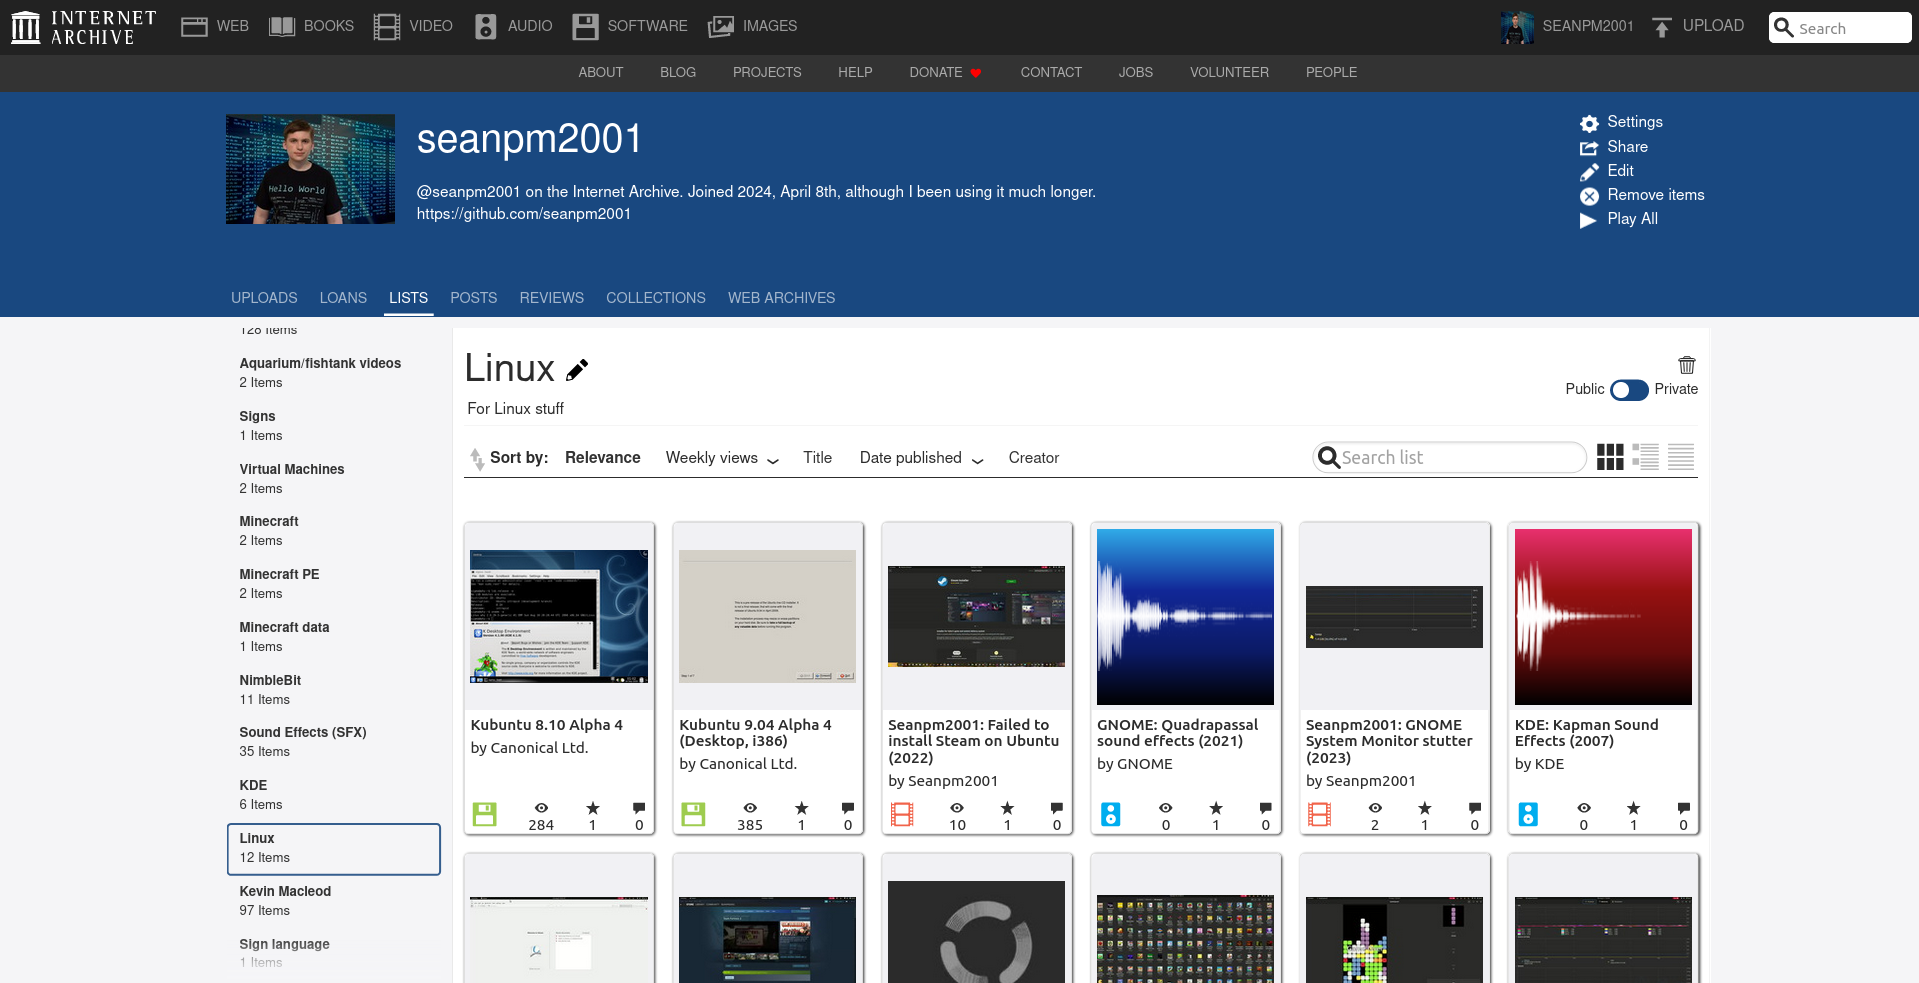 INTERNET ARCHIVE
WEB BOOKS VIDEO AUDIO SOFTWARE IMAGES
SEANPM2001 UPLOAD Search
ABOUT BLOG PROJECTS HELP DONATE CONTACT JOBS VOLUNTEER PEOPLE
Hello World
seanpm2001
@seanpm2001 on the Internet Archive. Joined 2024, April 8th, although I been using it much longer.
https://github.com/seanpm2001
Settings
Share
Edit
Remove items
Play All
UPLOADS LOANS LISTS POSTS REVIEWS COLLECTIONS WEB ARCHIVES
128 Items
Aquarium/fishtank videos
2 Items
Signs
1 Items
Virtual Machines
2 Items
Minecraft
2 Items
Minecraft PE
2 Items
Minecraft data
1 Items
NimbleBit
11 Items
Sound Effects (SFX)
35 Items
KDE
6 Items
Linux
12 Items
Kevin Macleod
97 Items
Sign language
1 Items
Linux
For Linux stuff
Public Private
Sort by: Relevance Weekly views Title Date published Creator
Search list
Kubuntu 8.10 Alpha 4
by Canonical Ltd.
284 1 0
Kubuntu 9.04 Alpha 4
(Desktop, i386)
by Canonical Ltd.
385 1 0
Seanpm2001: Failed to
install Steam on Ubuntu
(2022)
by Seanpm2001
10 1 0
GNOME: Quadrapassal
sound effects (2021)
by GNOME
0 1 0
Seanpm2001: GNOME
System Monitor stutter
(2023)
by Seanpm2001
2 1 0
KDE: Kapman Sound
Effects (2007)
by KDE
0 1 0